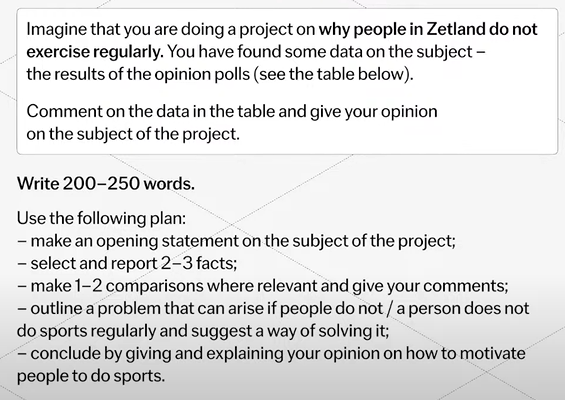 Imagine that you are doing a project on why people in Zetland do not
exercise regularly. You have found some data on the subject –
the results of the opinion polls (see the table below).
Comment on the data in the table and give your opinion
on the subject of the project.
Write 200–250 words.
Use the following plan:
– make an opening statement on the subject of the project;
– select and report 2–3 facts;
– make 1–2 comparisons where relevant and give your comments;
– outline a problem that can arise if people do not / a person does not
do sports regularly and suggest a way of solving it;
– conclude by giving and explaining your opinion on how to motivate
people to do sports.